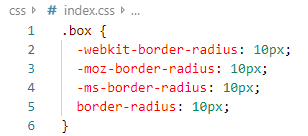 css > # index.css > ...
1 .box {
2 -webkit-border-radius: 10px;
3 -moz-border-radius: 10px;
4 -ms-border-radius: 10px;
5 border-radius: 10px;
6 }